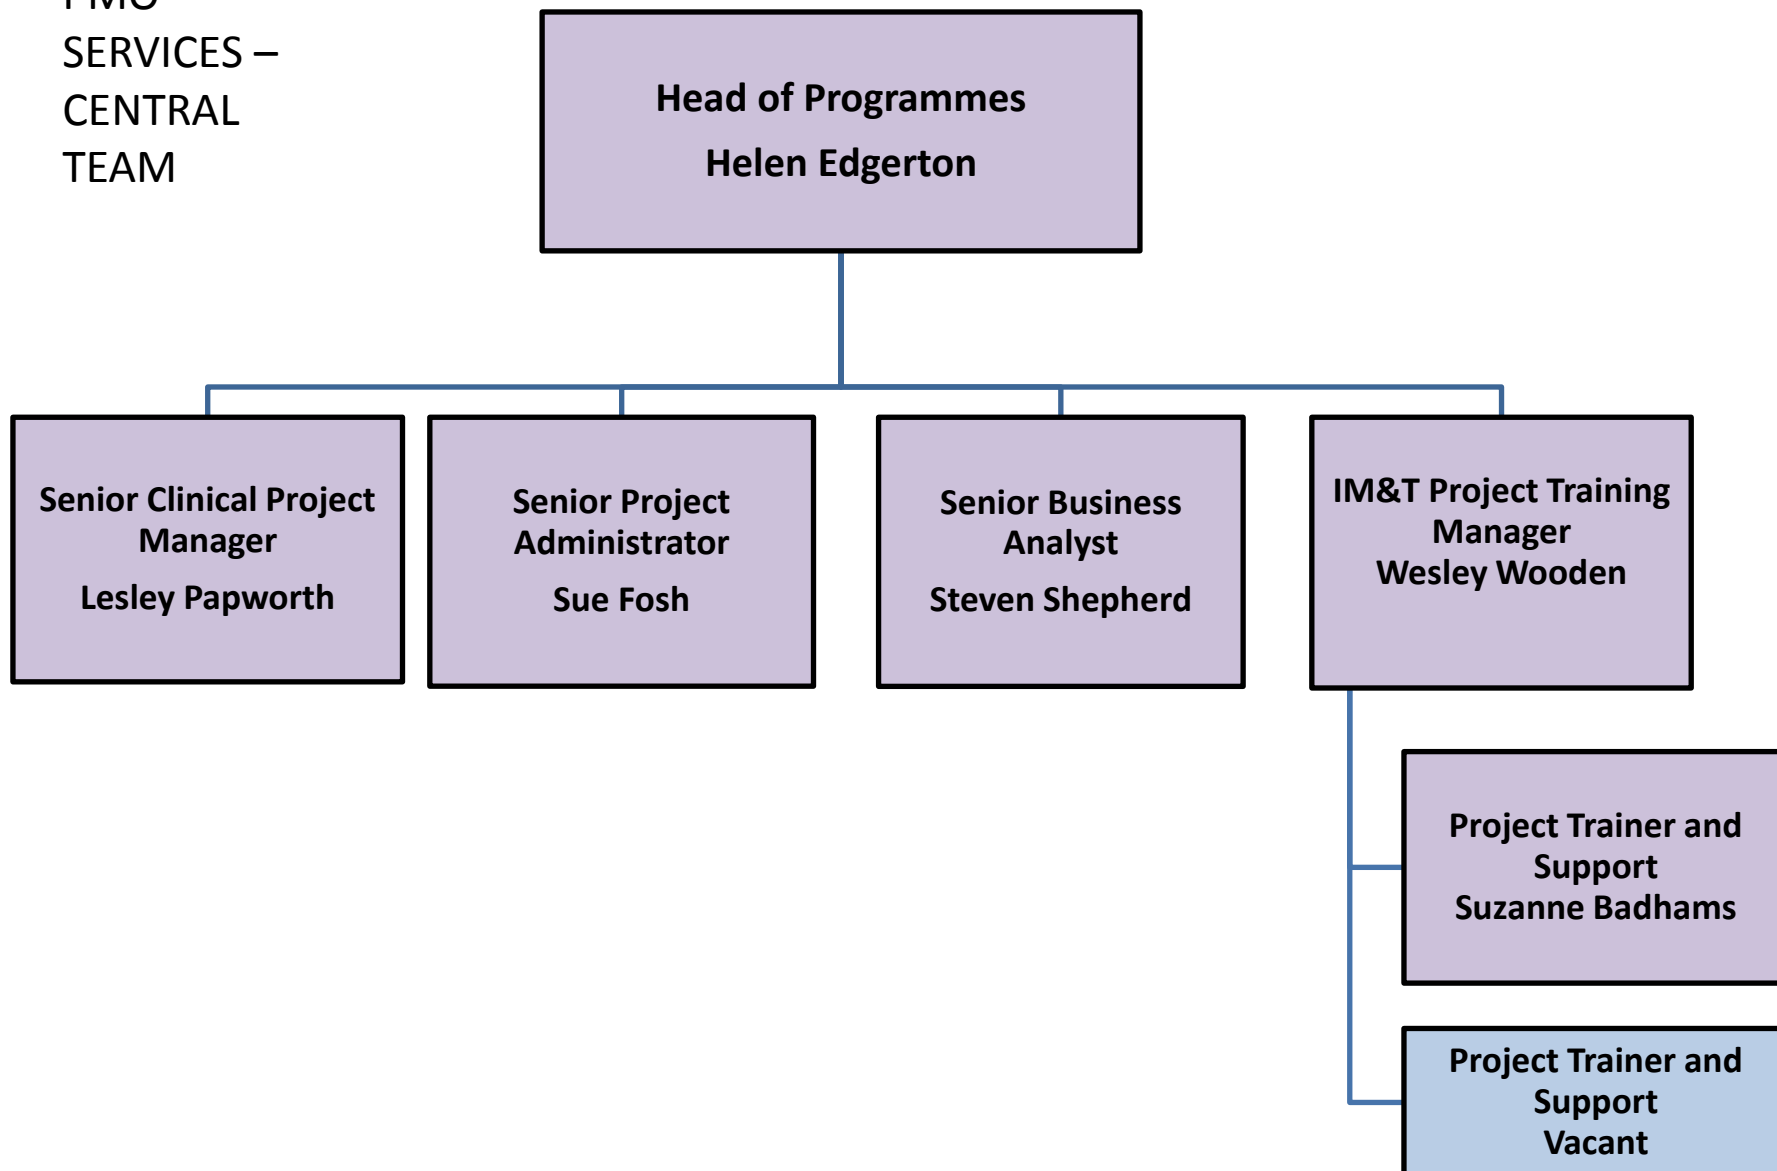 SERVICES –
CENTRAL
TEAM
Head of Programmes
Helen Edgerton
Senior Clinical Project
Manager
Lesley Papworth
Senior Project
Administrator
Sue Fosh
Senior Business
Analyst
Steven Shepherd
IM&T Project Training
Manager
Wesley Wooden
Project Trainer and
Support
Suzanne Badhams
Project Trainer and
Support
Vacant